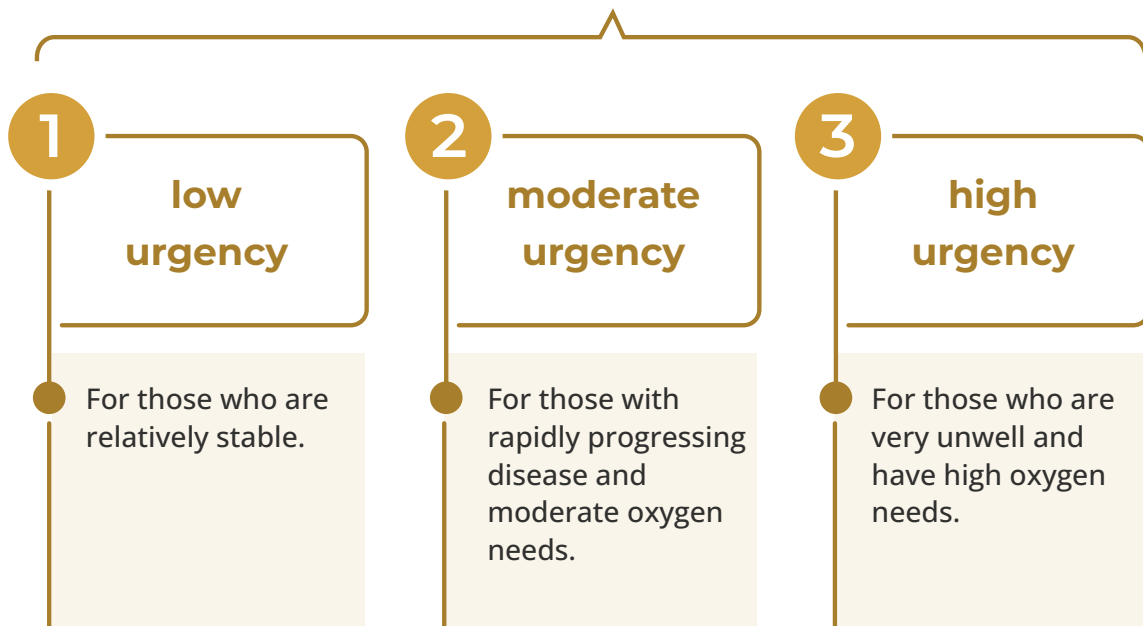 1
low
urgency
For those who are
relatively stable.
2
moderate
urgency
For those with
rapidly progressing
disease and
moderate oxygen
needs.
3
high
urgency
For those who are
very unwell and
have high oxygen
needs.